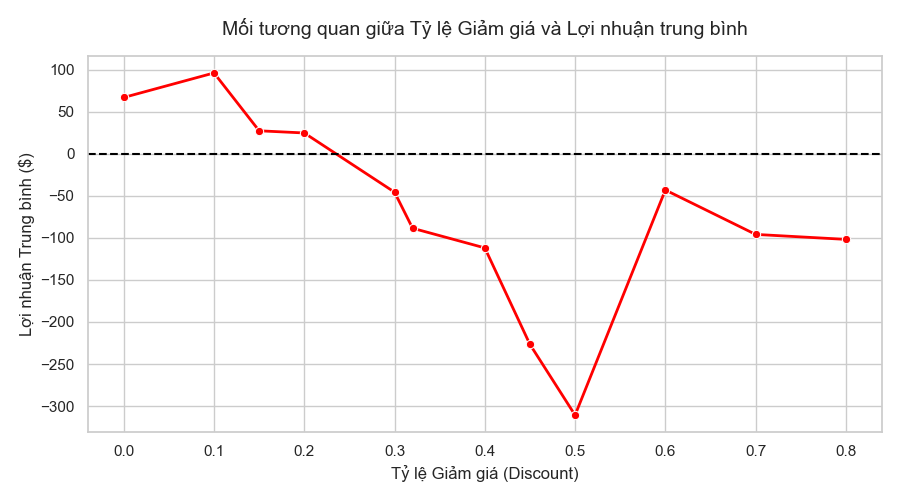 Mối tương quan giữa Tỷ lệ Giảm giá và Lợi nhuận trung bình
Lợi nhuận Trung bình ($)
100
50
0
−50
−100
−150
−200
−250
−300
0.0 0.1 0.2 0.3 0.4 0.5 0.6 0.7 0.8
Tỷ lệ Giảm giá (Discount)